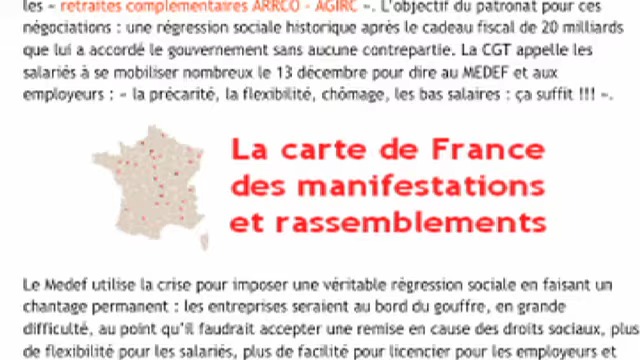 les « retraites complémentaires ARRCO - AGIRC ». L'objectif du patronat pour ces
négociations : une régression sociale historique après le cadeau fiscal de 20 milliards
que lui a accordé le gouvernement sans aucune contrepartie. La CGT appelle les
salariés à se mobiliser nombreux le 13 décembre pour dire au MEDEF et aux
employeurs : « la précarité, la flexibilité, chômage, les bas salaires : ça suffit !!! ».
La carte de France
des manifestations
et rassemblements
Le Medef utilise la crise pour imposer une véritable régression sociale en faisant un
chantage permanent : les entreprises seraient au bord du gouffre, en grande
difficulté, au point qu'il faudrait accepter une remise en cause des droits sociaux, plus
de flexibilité pour les salariés, plus de facilité pour licencier pour les employeurs et